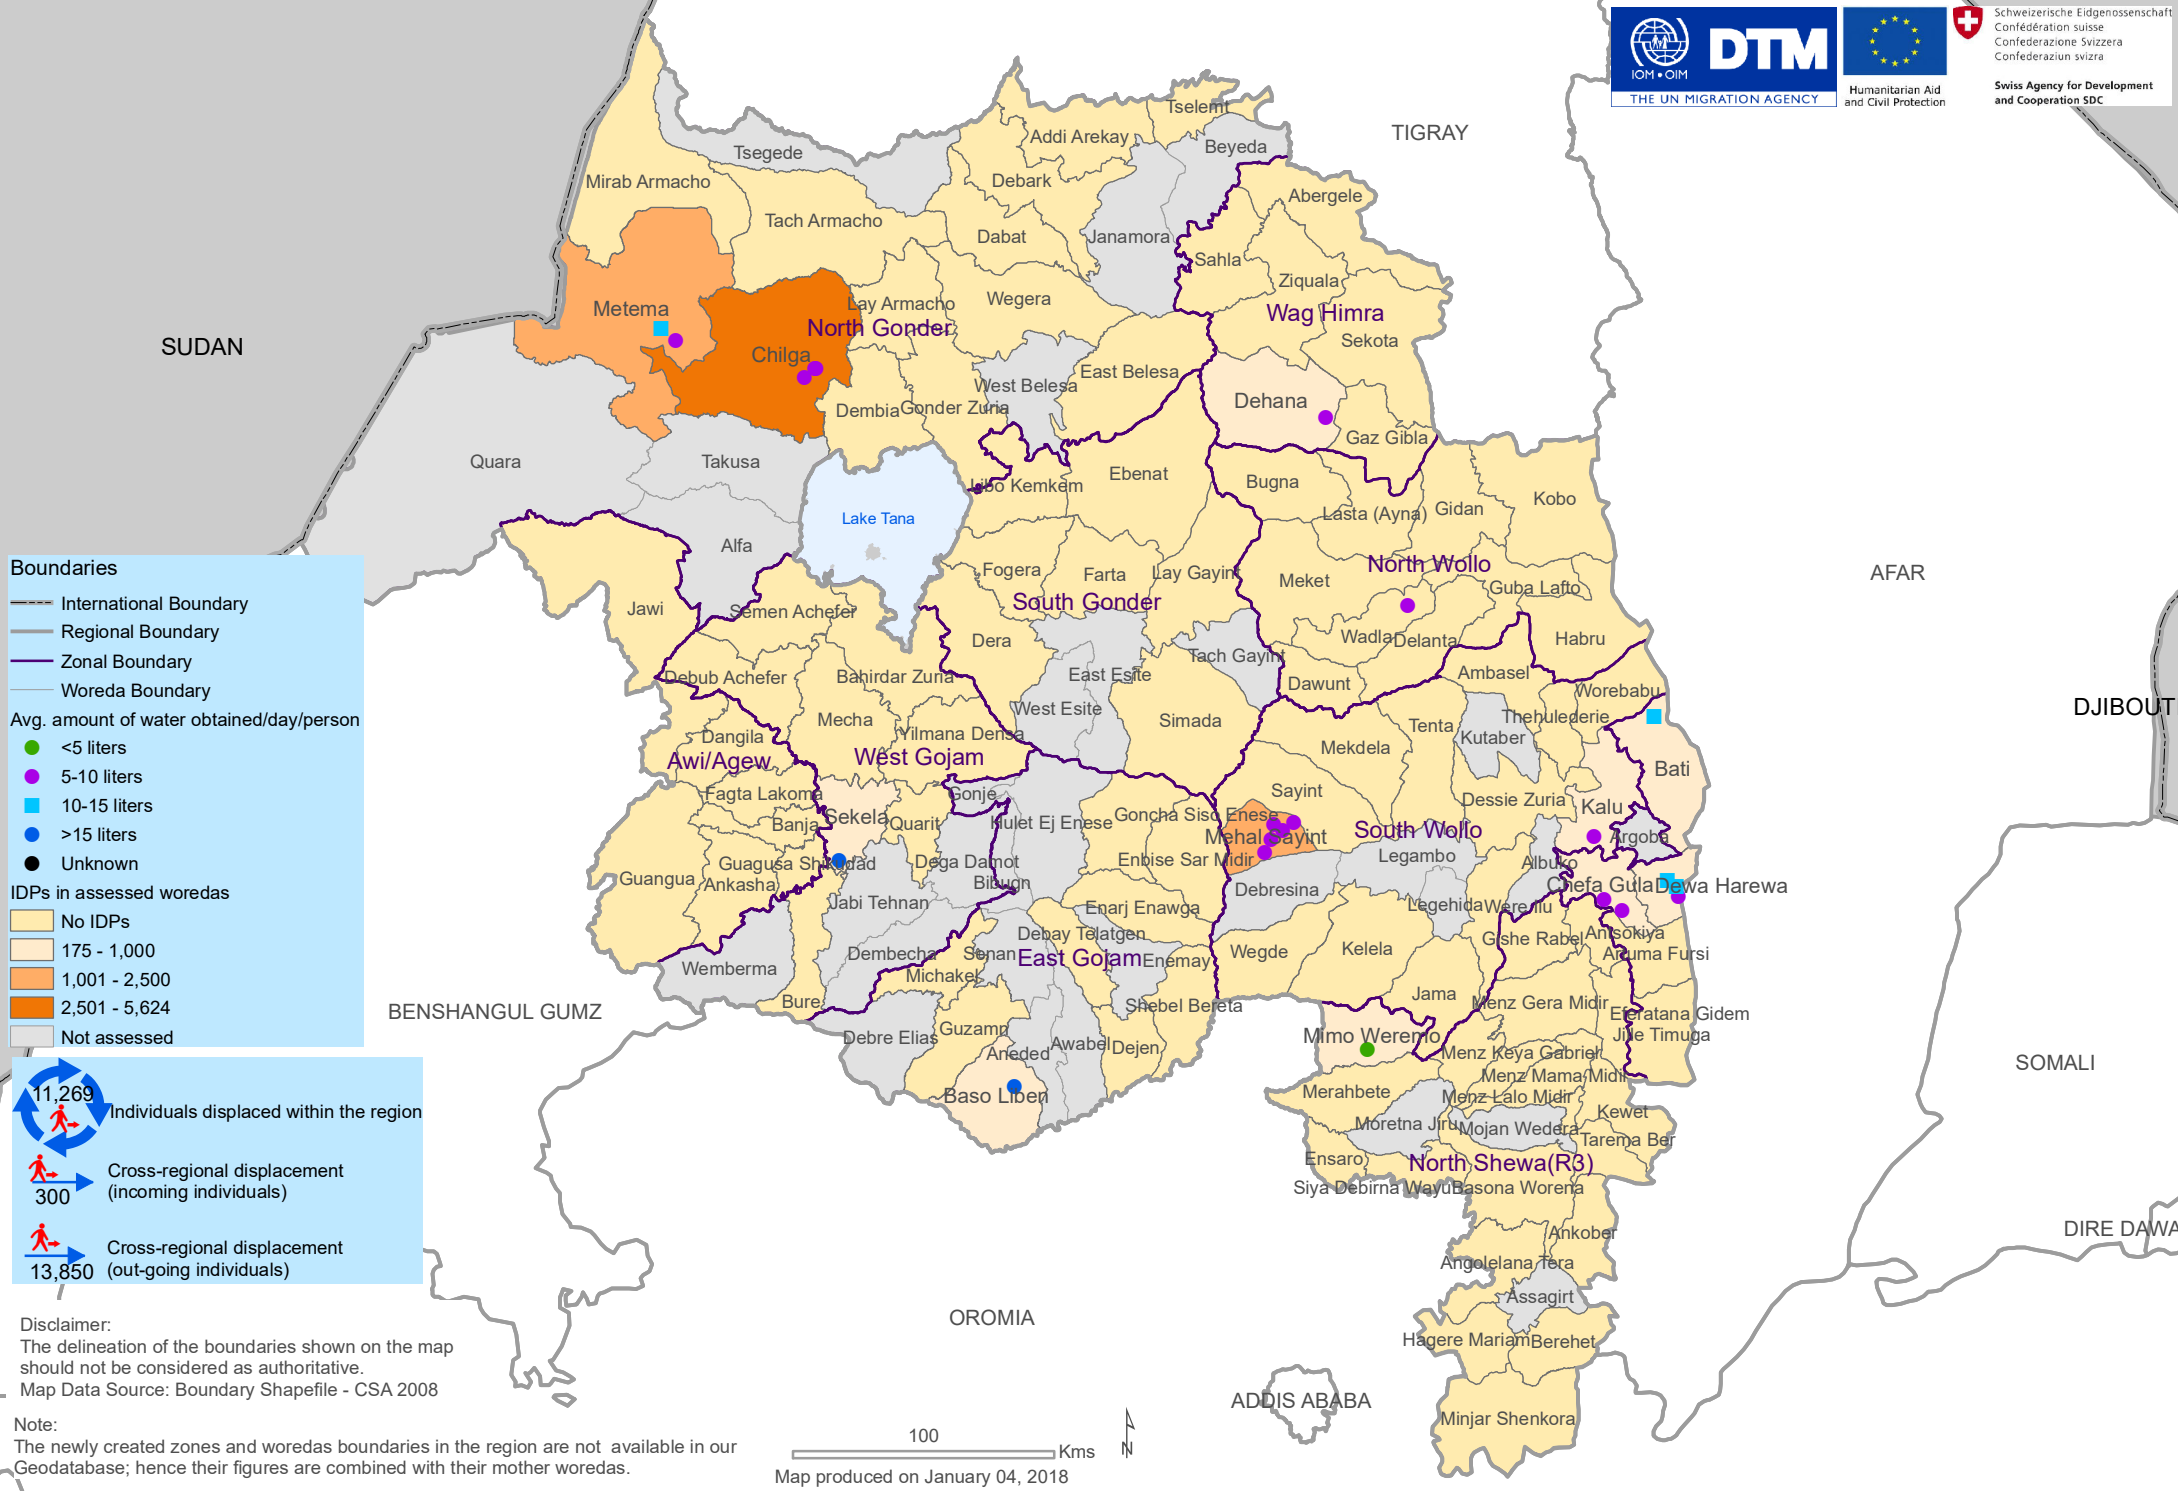 IOM • OIM
DTM
THE UN MIGRATION AGENCY
Humanitarian Aid
and Civil Protection
Schweizerische Eidgenossenschaft
Confédération suisse
Confederazione Svizzera
Confederaziun svizra
Swiss Agency for Development
and Cooperation SDC
TIGRAY
SUDAN
AFAR
DJIBOUT
BENSHANGUL GUMZ
SOMALI
DIRE DAWA
OROMIA
ADDIS ABABA
Tselemt
Addi Arekay
Beyeda
Tsegede
Mirab Armacho
Debark
Abergele
Tach Armacho
Dabat
Janamora
Sahla
Ziquala
Wegera
Lay Armacho
Metema
North Gonder
Wag Himra
Sekota
Chilga
East Belesa
West Belesa
Dehana
Dembia
Gonder Zuria
Gaz Gibla
Quara
Takusa
Ebenat
Libo Kemkem
Bugna
Kobo
Lasta (Ayna)
Gidan
Lake Tana
Alfa
North Wollo
Fogera
Farta
Lay Gayint
Meket
Guba Lafto
South Gonder
Jawi
Semen Achefer
Dera
Wadla
Delanta
Habru
Tach Gayint
East Esite
Debub Achefer
Bahirdar Zuria
Dawunt
Ambasel
Worebabu
West Esite
Simada
Mecha
Yilmana Densa
Tenta
Thehulederie
Kutaber
Dangila
Mekdela
Awi/Agew
West Gojam
Bati
Fagta Lakoma
Gonje
Sayint
Dessie Zuria
Kalu
Sekela
Quarit
Banja
Hulet Ej Enese
Goncha Siso Enese
Mehal Sayint
South Wollo
Argoba
Guagusa Shikudad
Dega Damot
Enbise Sar Midir
Legambo
Albuko
Guangua
Ankasha
Bibugn
Debresina
Chefa Gula
Dewa Harewa
Jabi Tehnan
Enarj Enawga
Legehida
Were Ilu
Debay Telatgen
Gishe Rabel
Antsokiya
Dembecha
Senan
East Gojam
Enemay
Wegde
Kelela
Artuma Fursi
Wemberma
Michakel
Bure
Shebel Bereta
Jama
Menz Gera Midir
Eferatana Gidem
Debre Elias
Guzamn
Aneded
Awabel
Dejen
Mimo Weremo
Jile Timuga
Menz Keya Gabriel
Menz Mama Midir
Baso Liben
Merahbete
Menz Lalo Midir
Kewet
Moretna Jiru
Mojan Wedera
Tarema Ber
Ensaro
North Shewa(R3)
Siya Debirna Wayu
Basona Worena
Ankober
Angolelana Tera
Assagirt
Hagere Mariam
Berehet
Minjar Shenkora
Boundaries
International Boundary
Regional Boundary
Zonal Boundary
Woreda Boundary
Avg. amount of water obtained/day/person
<5 liters
5-10 liters
10-15 liters
>15 liters
Unknown
IDPs in assessed woredas
No IDPs
175 - 1,000
1,001 - 2,500
2,501 - 5,624
Not assessed
11,269
Individuals displaced within the region
Cross-regional displacement
(incoming individuals)
300
Cross-regional displacement
(out-going individuals)
13,850
Disclaimer:
The delineation of the boundaries shown on the map
should not be considered as authoritative.
Map Data Source: Boundary Shapefile - CSA 2008
Note:
The newly created zones and woredas boundaries in the region are not available in our
Geodatabase; hence their figures are combined with their mother woredas.
100
Kms
N
Map produced on January 04, 2018